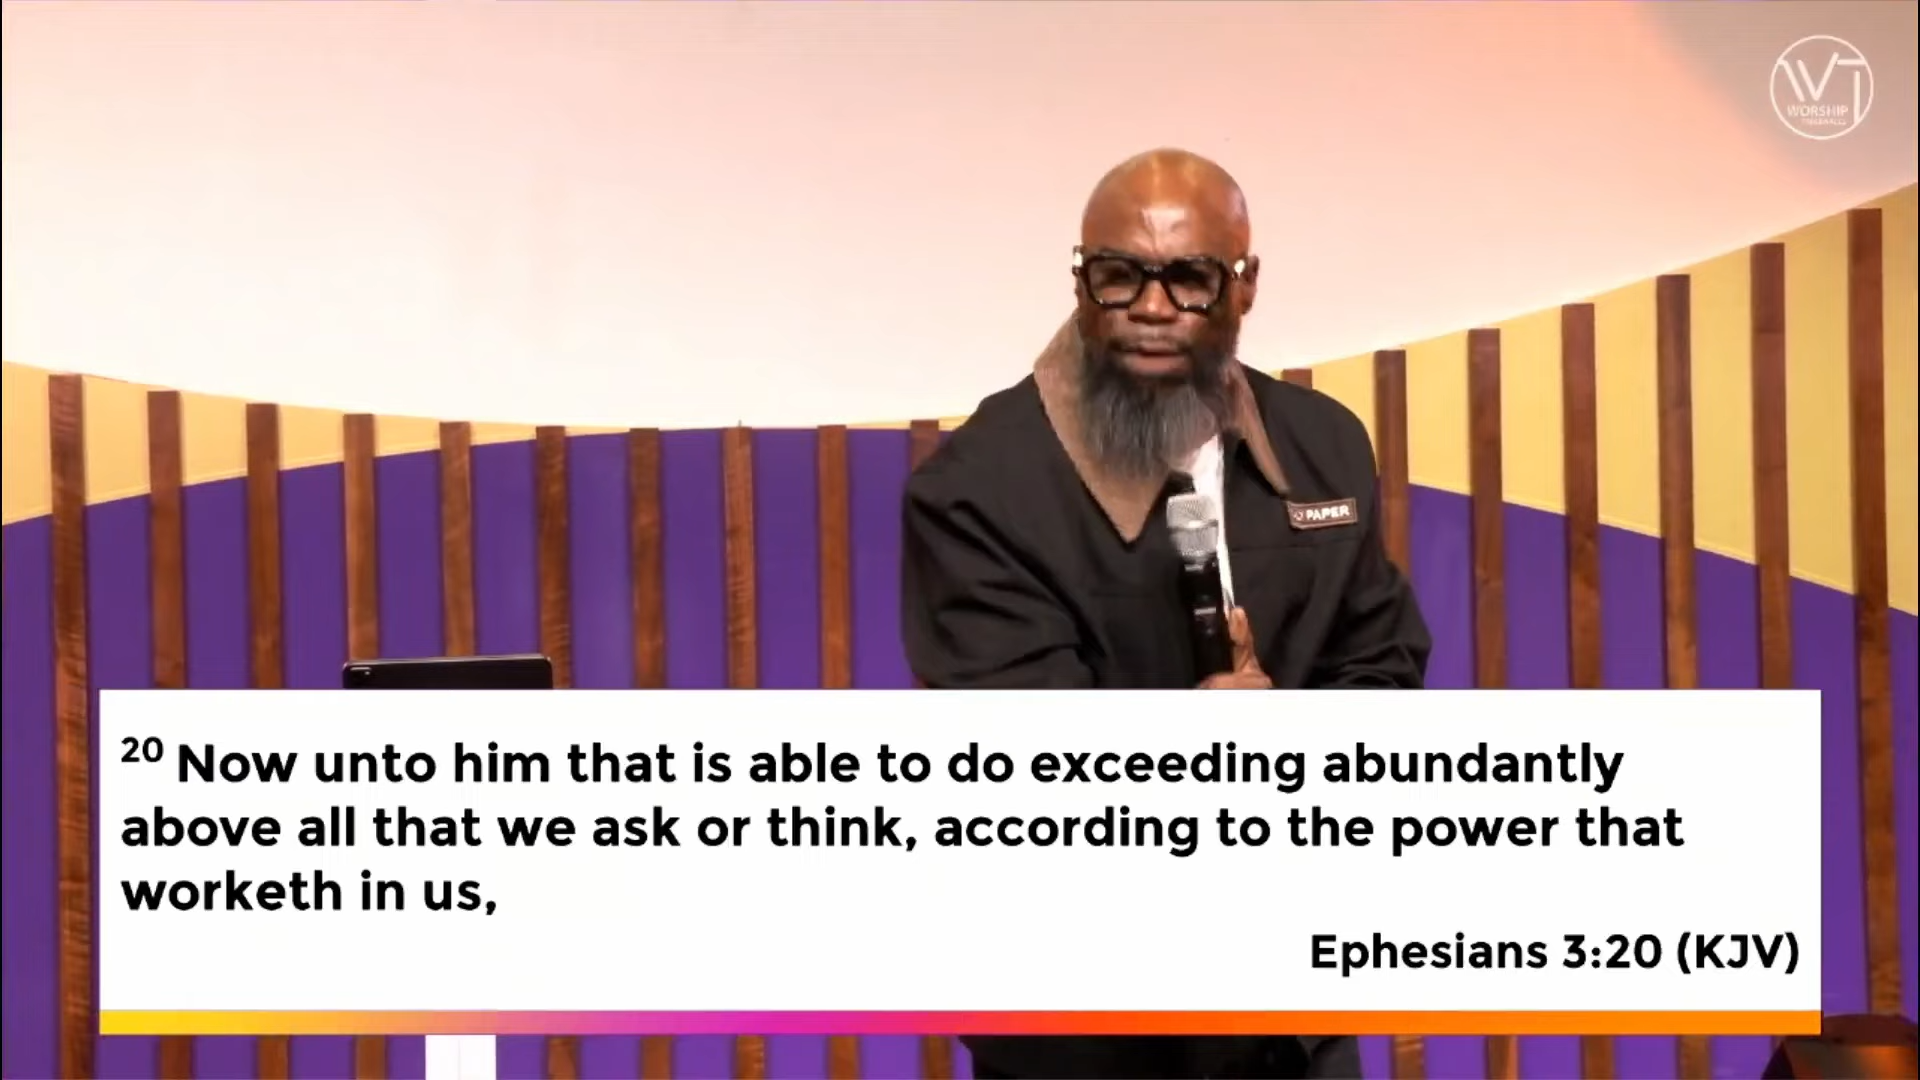 WT
WORSHIP
PAPER
20 Now unto him that is able to do exceeding abundantly
above all that we ask or think, according to the power that
worketh in us,
Ephesians 3:20 (KJV)